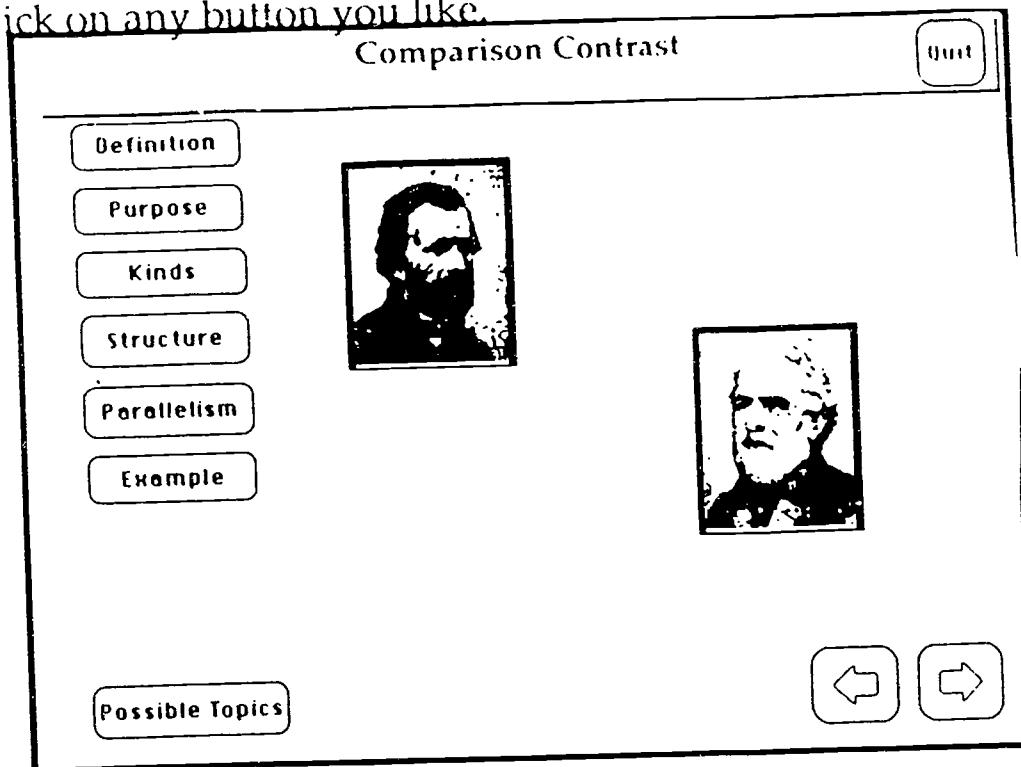 ick on any button you like.
Comparison Contrast
Quit
Definition
Purpose
Kinds
Structure
Parallelism
Example
Possible Topics